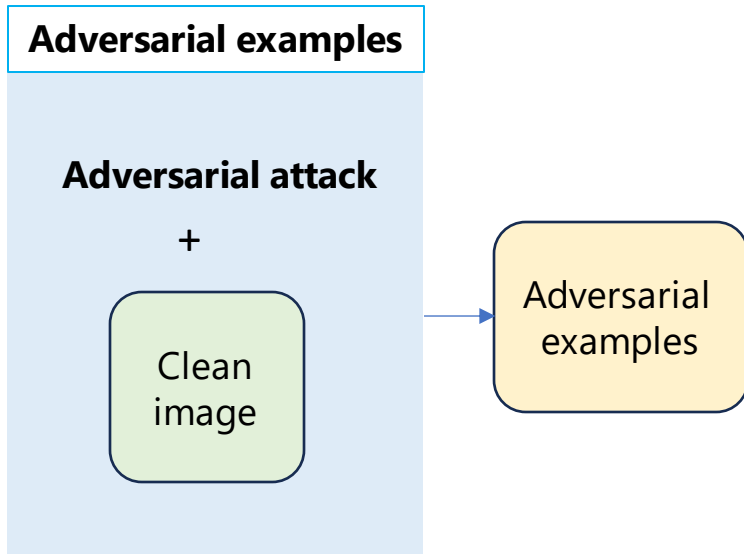 Adversarial examples
Adversarial attack
+
Clean
image
Adversarial
examples